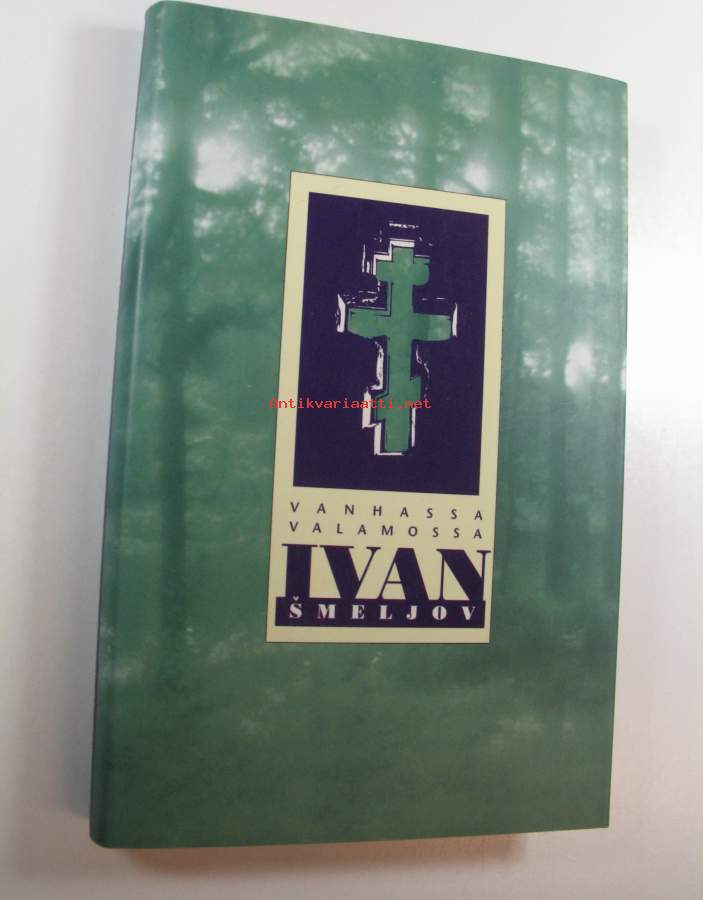 Antikvariaatti.net
VANHASSA
VALAMOSSA
IVAN
ŠMELJOV